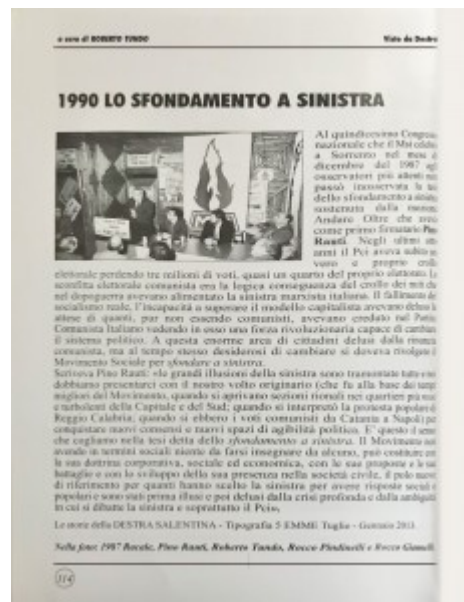 a cura di ROBERTO TUNDO
Visto da Destra
1990 LO SFONDAMENTO A SINISTRA
Al quindicesimo Congresso
nazionale che il Msi celebrò
a Sorrento nel mese di
dicembre del 1987 agli
osservatori più attenti non
passò inosservata la tesi
dello sfondamento a sinistra
sostenuto dalla mozione
Andare Oltre che aveva
come primo firmatario Pino
Rauti. Negli ultimi
anni il Pci aveva subito un
vero e proprio crollo
elettorale perdendo tre milioni di voti, quasi un quarto del proprio elettorato. La
sconfitta elettorale comunista era la logica conseguenza del crollo dei miti che
nel dopoguerra avevano alimentato la sinistra marxista italiana. Il fallimento del
socialismo reale, l'incapacità a superare il modello capitalista avevano deluso le
attese di quanti, pur non essendo comunisti, avevano creduto nel Partito
Comunista Italiano vedendo in esso una forza rivoluzionaria capace di cambiare
il sistema politico. A questa enorme area di cittadini delusi dalla
comunista, ma al tempo stesso desiderosi di cambiare si doveva rivolgere il
Movimento Sociale per sfondare a sinistra.
Scriveva Pino Rauti: «le grandi illusioni della sinistra sono tramontate tutte e noi
dobbiamo presentarci con il nostro volto originario (che fu alla base dei tempi
migliori del Movimento, quando si aprivano sezioni rionali nei quartieri più
e turbolenti della Capitale e del Sud; quando si interpretò la protesta popolare di
Reggio Calabria; quando si ebbero i voti comunisti da Catania a Napoli) per
conquistare nuovi consensi e nuovi spazi di agibilità politica. E' questo il senso
che cogliamo nella tesi detta dello sfondamento a sinistra. Il Movimento non
avendo in termini sociali niente da farsi insegnare da alcuno, può costituire con
la sua dottrina corporativa, sociale ed economica, con le sue proposte e le sue
battaglie e con lo sviluppo della sua presenza nella società civile, il polo nuovo
di riferimento per quanti hanno scelto la sinistra per avere risposte sociali e
popolari e sono stati prima illusi e poi delusi dalla crisi profonda e dalla ambiguità
in cui si dibatte la sinistra e soprattutto il Pci».
Le storie della DESTRA SALENTINA - Tipografia 5 EMME Tuglie - Gennaio 2013
Nella foto: 1987 Racale, Pino Rauti, Roberto Tundo, Rocco Pindinelli e Rocco
114